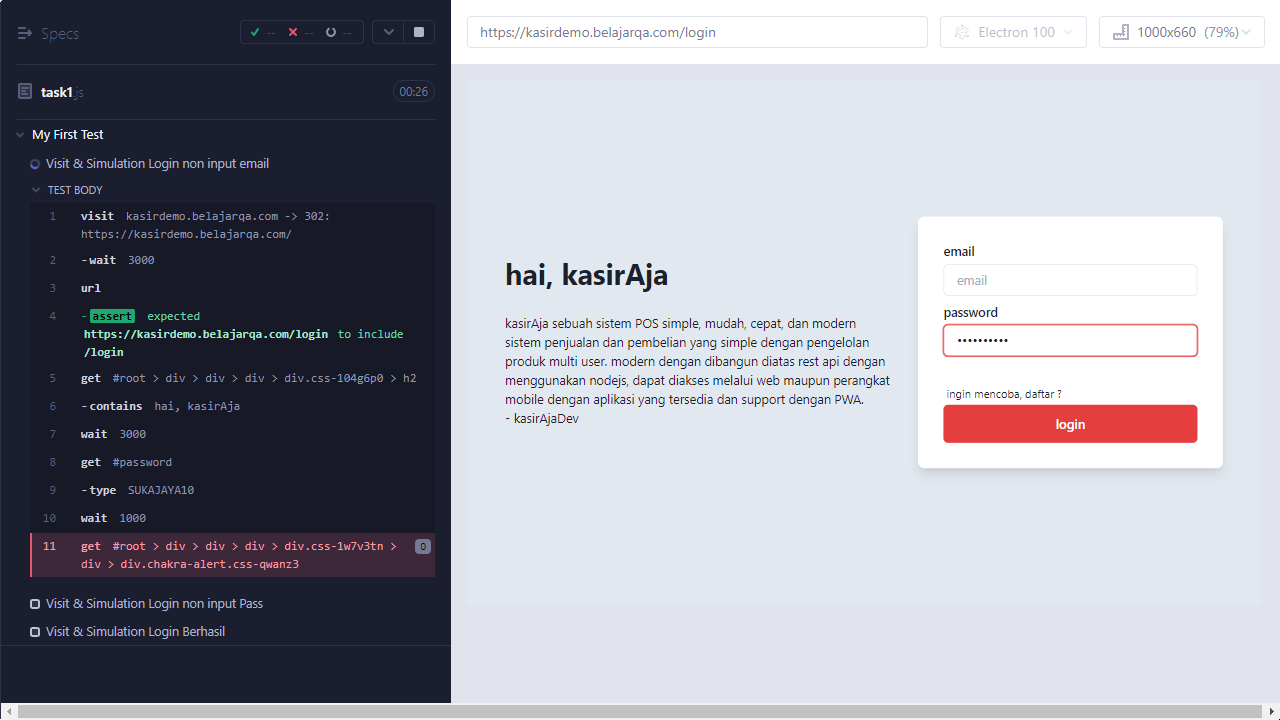 Specs
-- -- --
task1.js
00:26
My First Test
Visit & Simulation Login non input email
TEST BODY
1 visit kasirdemo.belajarqa.com -> 302:
https://kasirdemo.belajarqa.com/
2 -wait 3000
3 url
4 -assert expected
https://kasirdemo.belajarqa.com/login to include
/login
5 get #root > div > div > div > div.css-104g6p0 > h2
6 -contains hai, kasirAja
7 wait 3000
8 get #password
9 -type SUKAJAYA10
10 wait 1000
11 get #root > div > div > div > div.css-1w7v3tn >
div > div.chakra-alert.css-qwanz3
0
Visit & Simulation Login non input Pass
Visit & Simulation Login Berhasil
https://kasirdemo.belajarqa.com/login
Electron 100
1000x660 (79%)
hai, kasirAja
kasirAja sebuah sistem POS simple, mudah, cepat, dan modern
sistem penjualan dan pembelian yang simple dengan pengelolan
produk multi user. modern dengan dibangun diatas rest api dengan
menggunakan nodejs, dapat diakses melalui web maupun perangkat
mobile dengan aplikasi yang tersedia dan support dengan PWA.
- kasirAjaDev
email
email
password
••••••••••
ingin mencoba, daftar ?
login